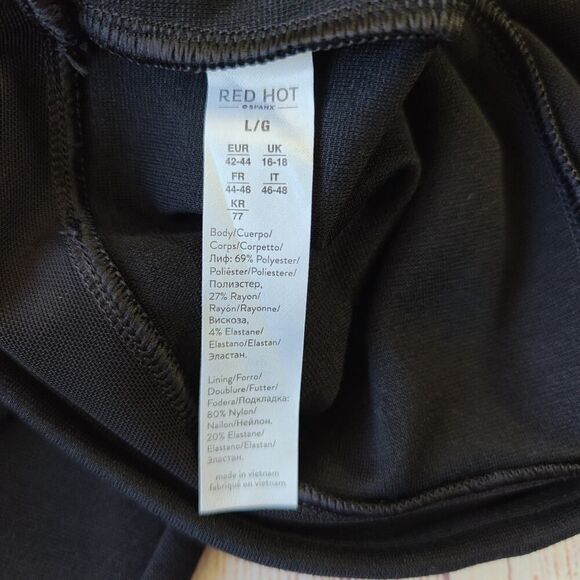 RED HOT
SPANX
L/G
EUR UK
42-44 16-18
FR IT
44-46 46-48
KR
77
Body/Cuerpo/
Corps/Corpetto/
Лиф: 69% Polyester/
Poliéster/Poliestere/
Полиэстер,
27% Rayon/
Rayón/Rayonne/
Вискоза,
4% Elastane/
Elastano/Elastan/
Эластан.
Lining/Forro/
Doublure/Futter/
Fodera/Подкладка:
80% Nylon/
Nailon/Нейлон.
20% Elastane/
Elastano/Elastan/
Эластан.
made in vietnam
fabriqué en vietnam